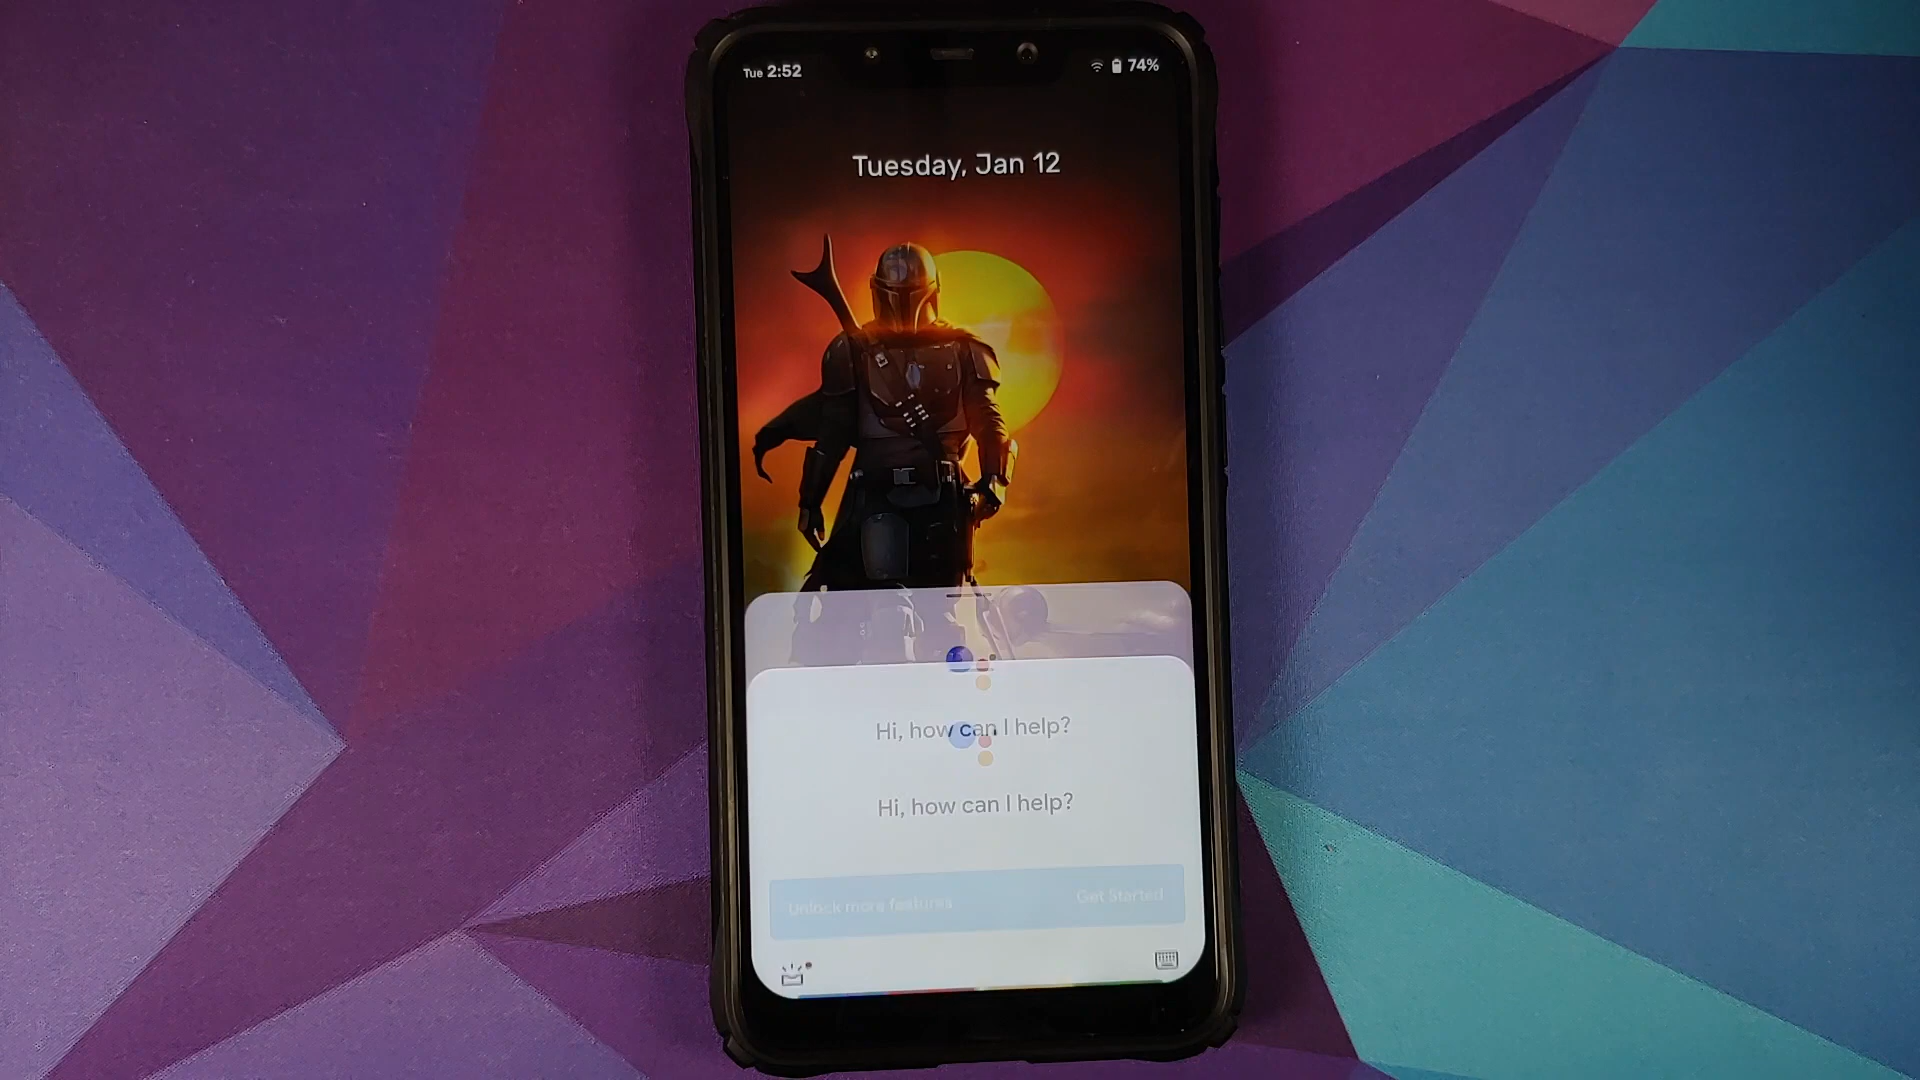 Tue 2:52
74%
Tuesday, Jan 12
Hi, how can I help?
Hi, how can I help?
Unlock more features
Get Started